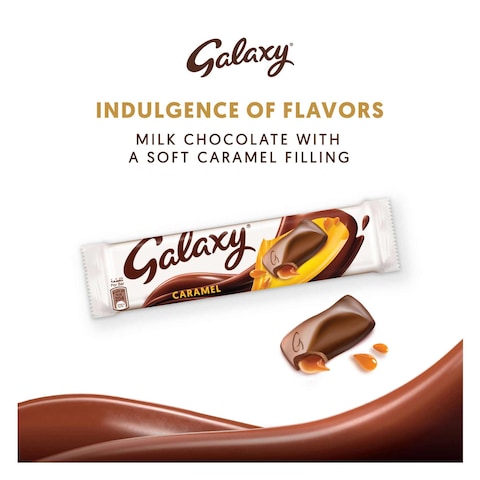 Galaxy
INDULGENCE OF FLAVORS
MILK CHOCOLATE WITH
A SOFT CARAMEL FILLING
Galaxy
CARAMEL
G